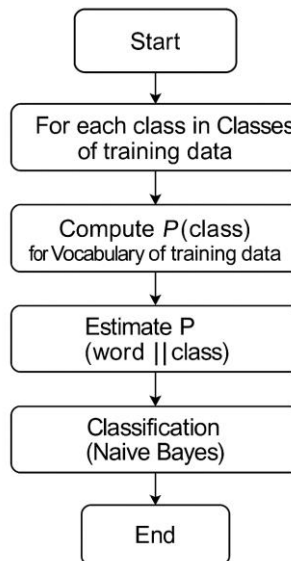 Start
For each class in Classes
of training data
Compute P(class)
for Vocabulary of training data
Estimate P
(word ||class)
Classification
(Naive Bayes)
End